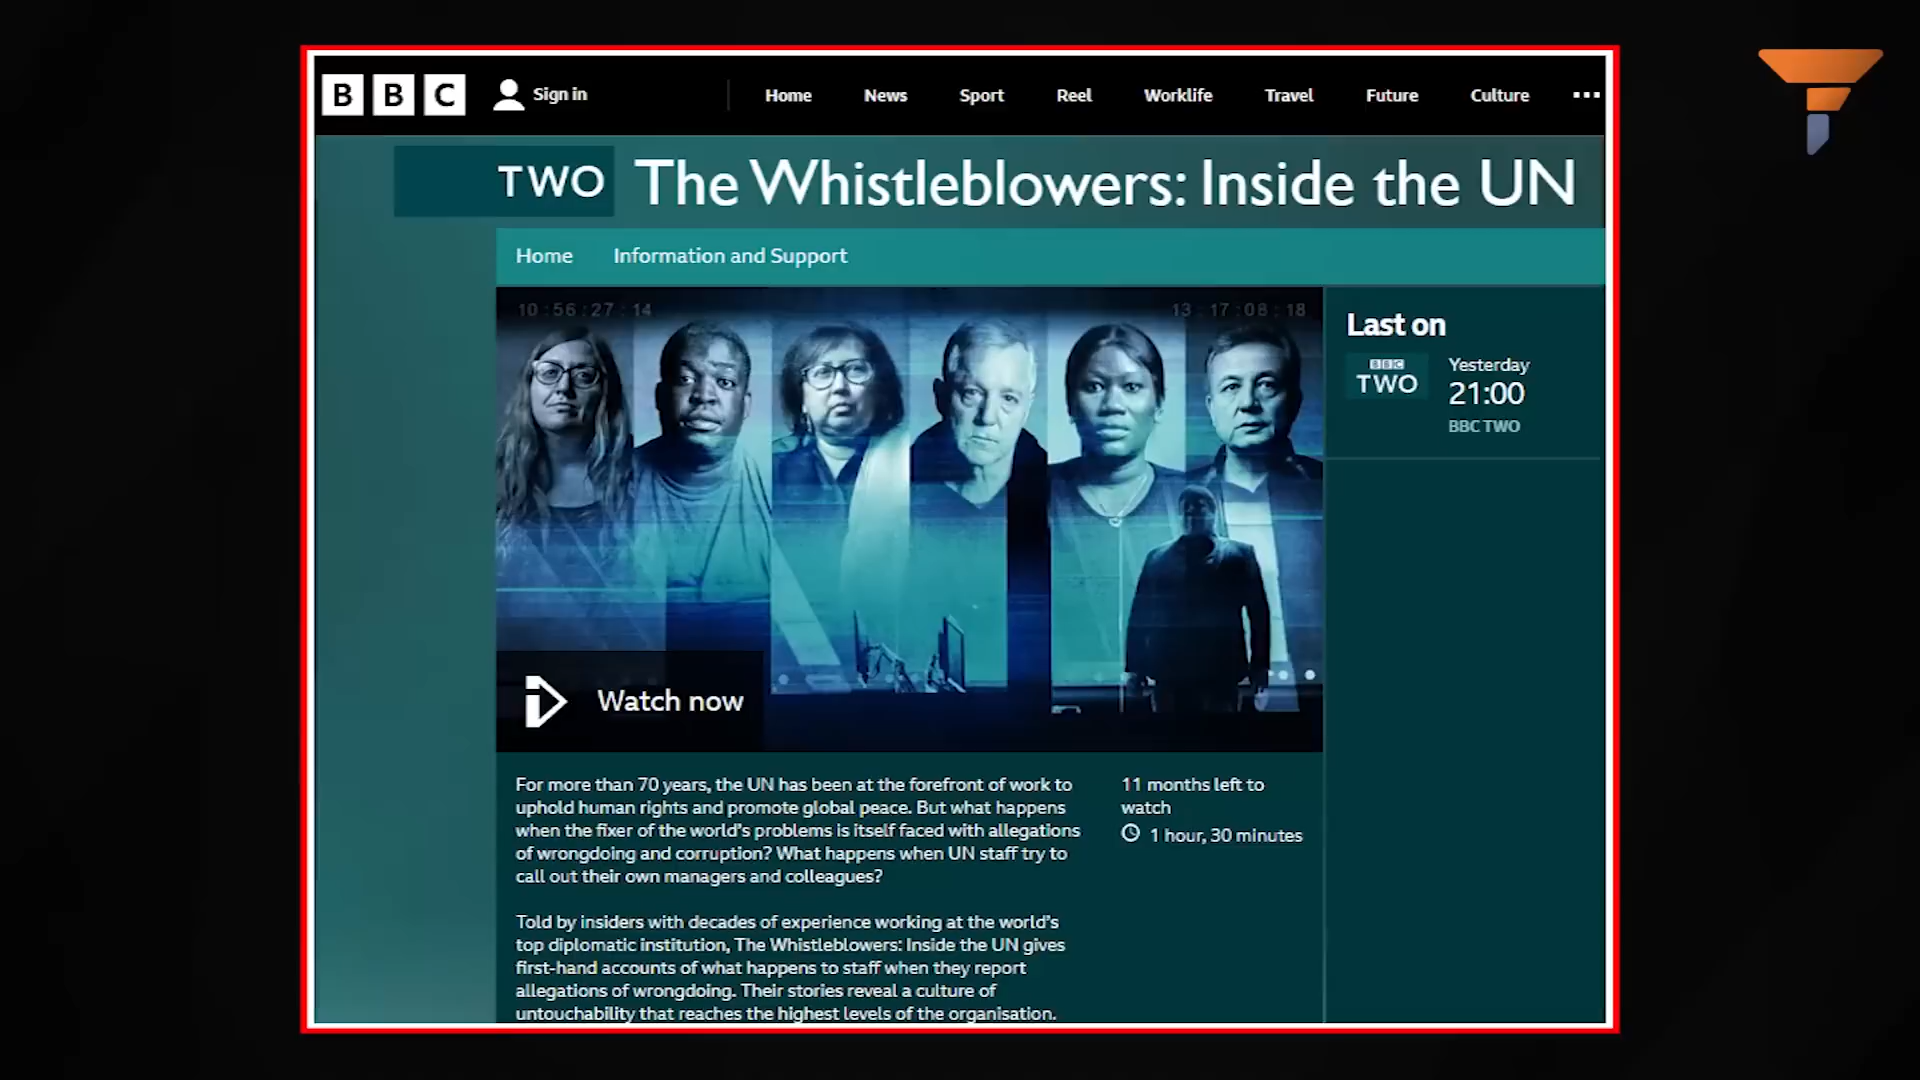 BBC
Sign in
Home
News
Sport
Reel
Worklife
Travel
Future
Culture
TWO
The Whistleblowers: Inside the UN
Home
Information and Support
10:56:27:14
13:17:08:18
Last on
BBC
TWO
Yesterday
21:00
BBC TWO
Watch now
For more than 70 years, the UN has been at the forefront of work to
uphold human rights and promote global peace. But what happens
when the fixer of the world's problems is itself faced with allegations
of wrongdoing and corruption? What happens when UN staff try to
call out their own managers and colleagues?
Told by insiders with decades of experience working at the world's
top diplomatic institution, The Whistleblowers: Inside the UN gives
first-hand accounts of what happens to staff when they report
allegations of wrongdoing. Their stories reveal a culture of
untouchability that reaches the highest levels of the organisation.
11 months left to
watch
1 hour, 30 minutes